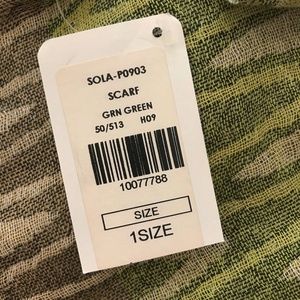 SOLA-P0903
SCARF
GRN GREEN
50/513 H09
10077788
SIZE
1SIZE